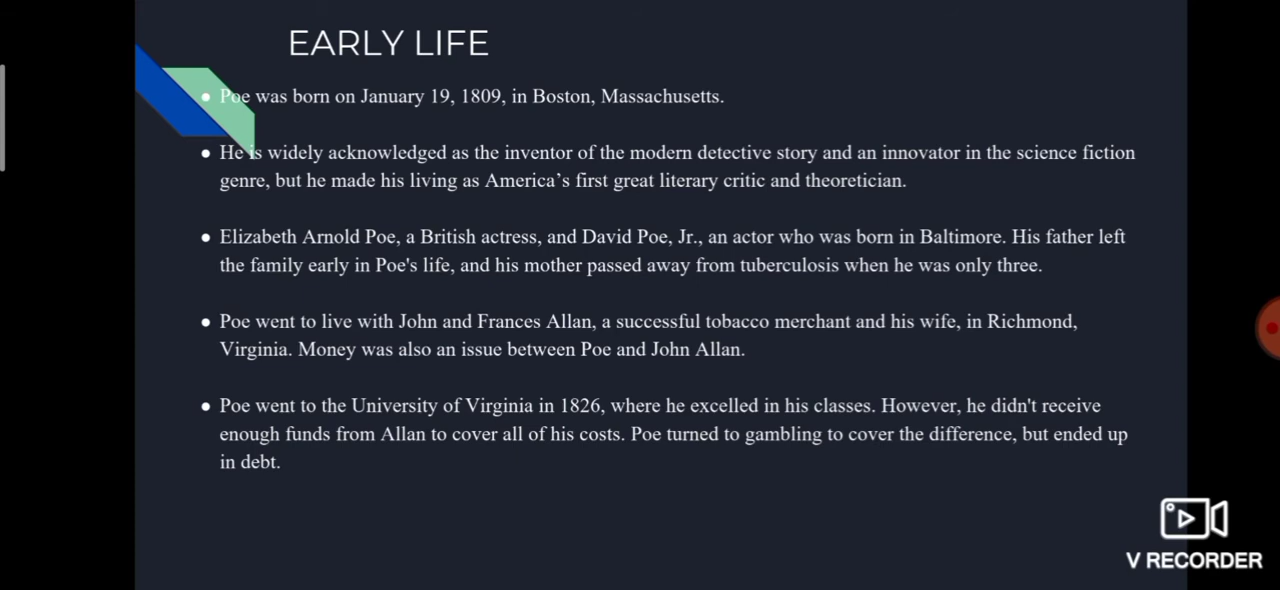 EARLY LIFE
● Poe was born on January 19, 1809, in Boston, Massachusetts.
● He is widely acknowledged as the inventor of the modern detective story and an innovator in the science fiction
genre, but he made his living as America’s first great literary critic and theoretician.
● Elizabeth Arnold Poe, a British actress, and David Poe, Jr., an actor who was born in Baltimore. His father left
the family early in Poe's life, and his mother passed away from tuberculosis when he was only three.
● Poe went to live with John and Frances Allan, a successful tobacco merchant and his wife, in Richmond,
Virginia. Money was also an issue between Poe and John Allan.
● Poe went to the University of Virginia in 1826, where he excelled in his classes. However, he didn't receive
enough funds from Allan to cover all of his costs. Poe turned to gambling to cover the difference, but ended up
in debt.
V RECORDER